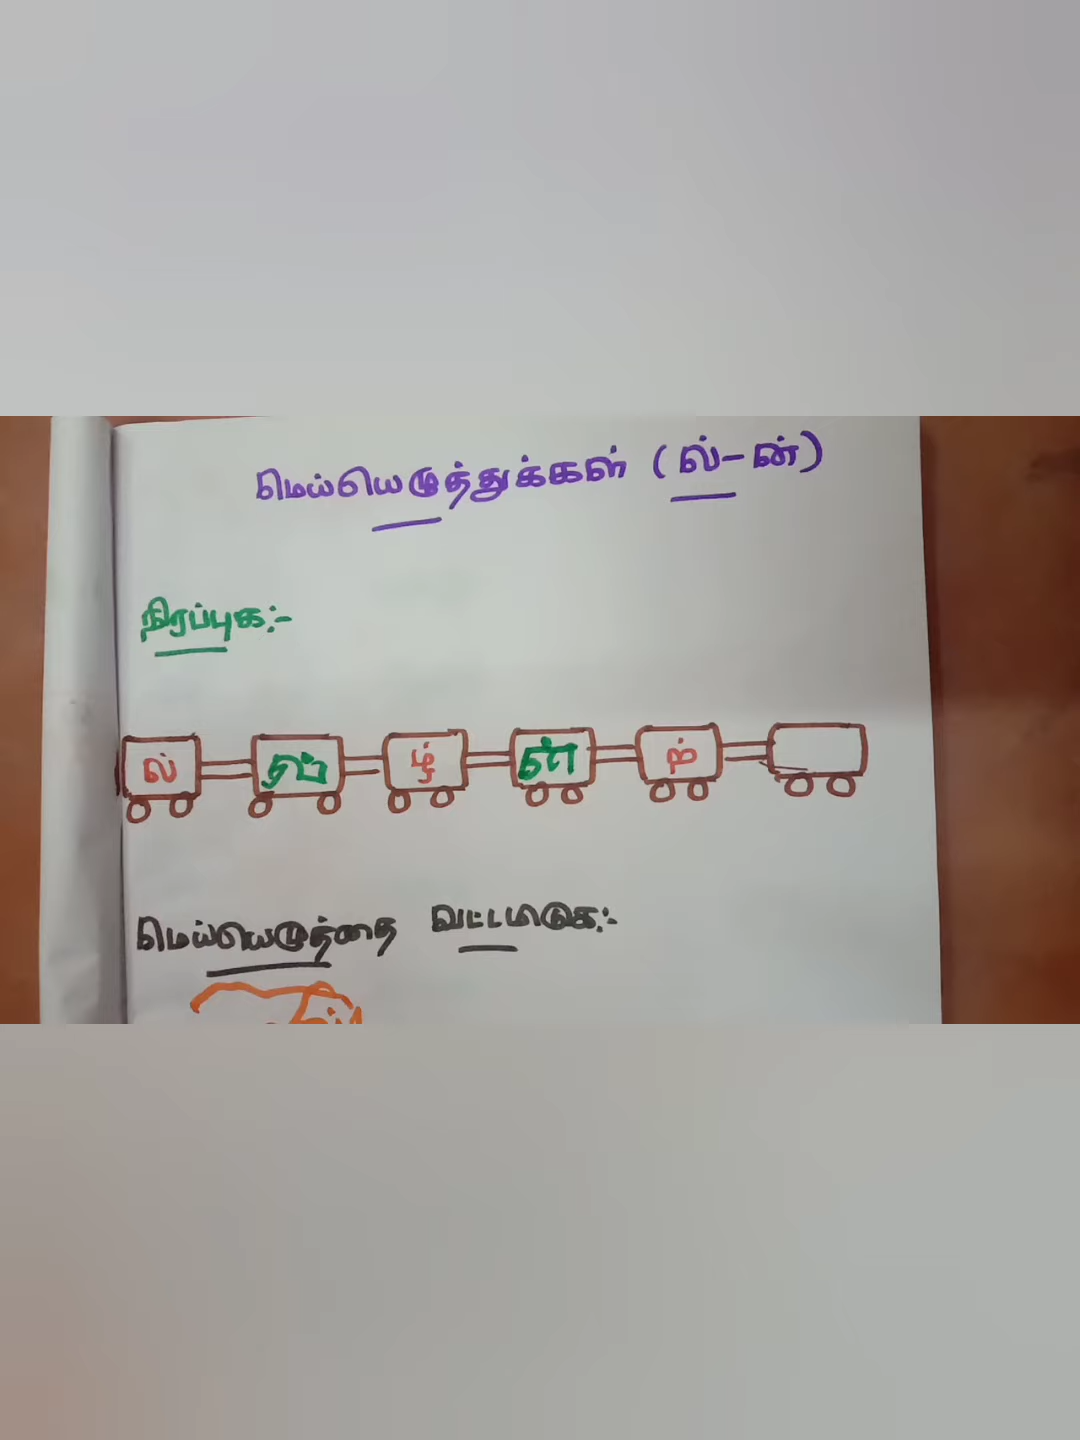 மெய்யெழுத்துக்கள் (ல்-ன்)
நிரப்புக:-
ல் வ் ழ் ள் ற்
மெய்யெழுத்தை வட்டமிடுக:-